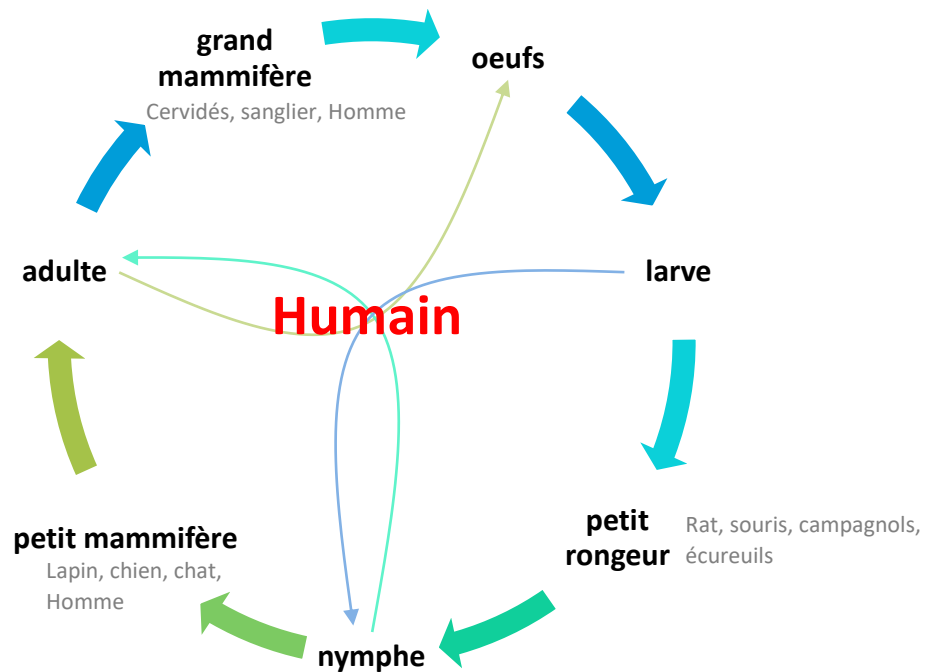 grand
mammifère
Cervidés, sanglier, Homme
oeufs
adulte
larve
Humain
petit mammifère
Lapin, chien, chat,
Homme
petit
rongeur
Rat, souris, campagnols,
écureuils
nymphe